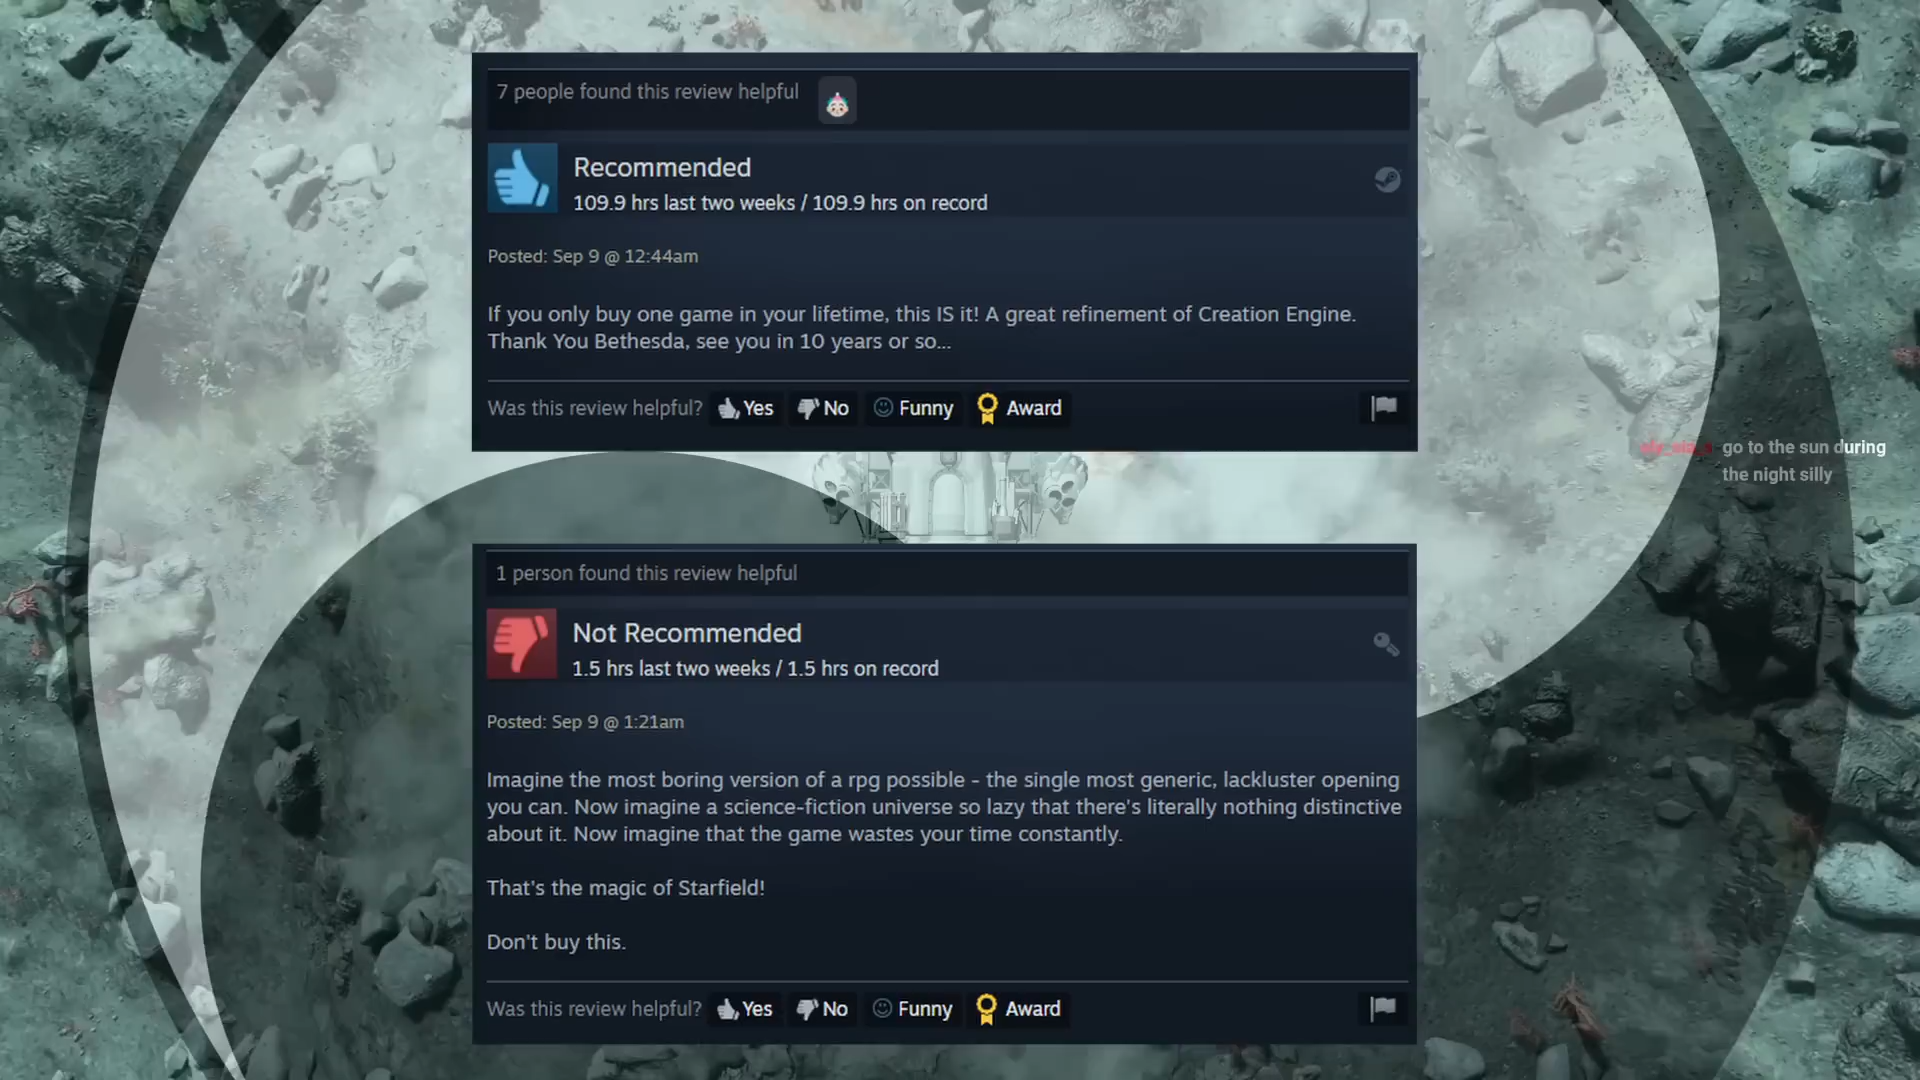 7 people found this review helpful
Recommended
109.9 hrs last two weeks / 109.9 hrs on record
Posted: Sep 9 @ 12:44am
If you only buy one game in your lifetime, this IS it! A great refinement of Creation Engine.
Thank You Bethesda, see you in 10 years or so...
Was this review helpful? Yes No Funny Award
go to the sun during
the night silly
1 person found this review helpful
Not Recommended
1.5 hrs last two weeks / 1.5 hrs on record
Posted: Sep 9 @ 1:21am
Imagine the most boring version of a rpg possible - the single most generic, lackluster opening
you can. Now imagine a science-fiction universe so lazy that there's literally nothing distinctive
about it. Now imagine that the game wastes your time constantly.
That's the magic of Starfield!
Don't buy this.
Was this review helpful? Yes No Funny Award